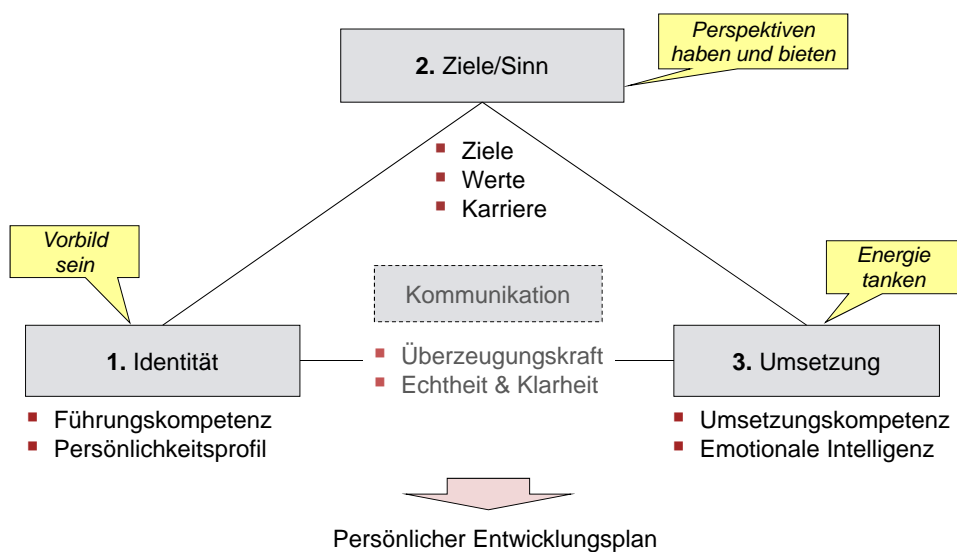 Perspektiven
haben und bieten
2. Ziele/Sinn
Ziele
Werte
Karriere
Vorbild
sein
Energie
tanken
Kommunikation
1. Identität
Überzeugungskraft
Echtheit & Klarheit
3. Umsetzung
Führungskompetenz
Persönlichkeitsprofil
Umsetzungskompetenz
Emotionale Intelligenz
Persönlicher Entwicklungsplan